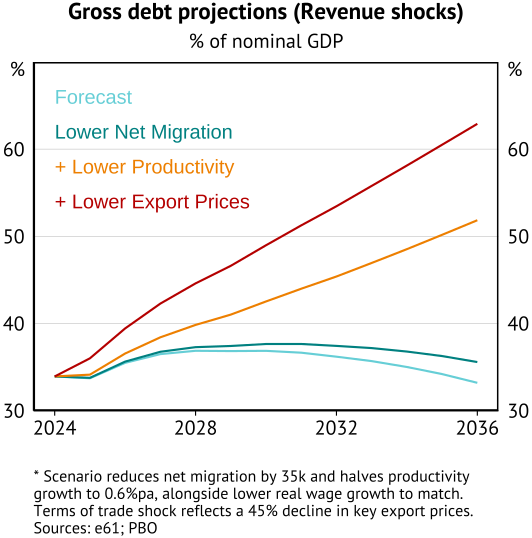 Gross debt projections (Revenue shocks)
% of nominal GDP
% %
Forecast
Lower Net Migration
+ Lower Productivity
+ Lower Export Prices
60 60
50 50
40 40
30 30
2024 2028 2032 2036
* Scenario reduces net migration by 35k and halves productivity
growth to 0.6%pa, alongside lower real wage growth to match.
Terms of trade shock reflects a 45% decline in key export prices.
Sources: e61; PBO